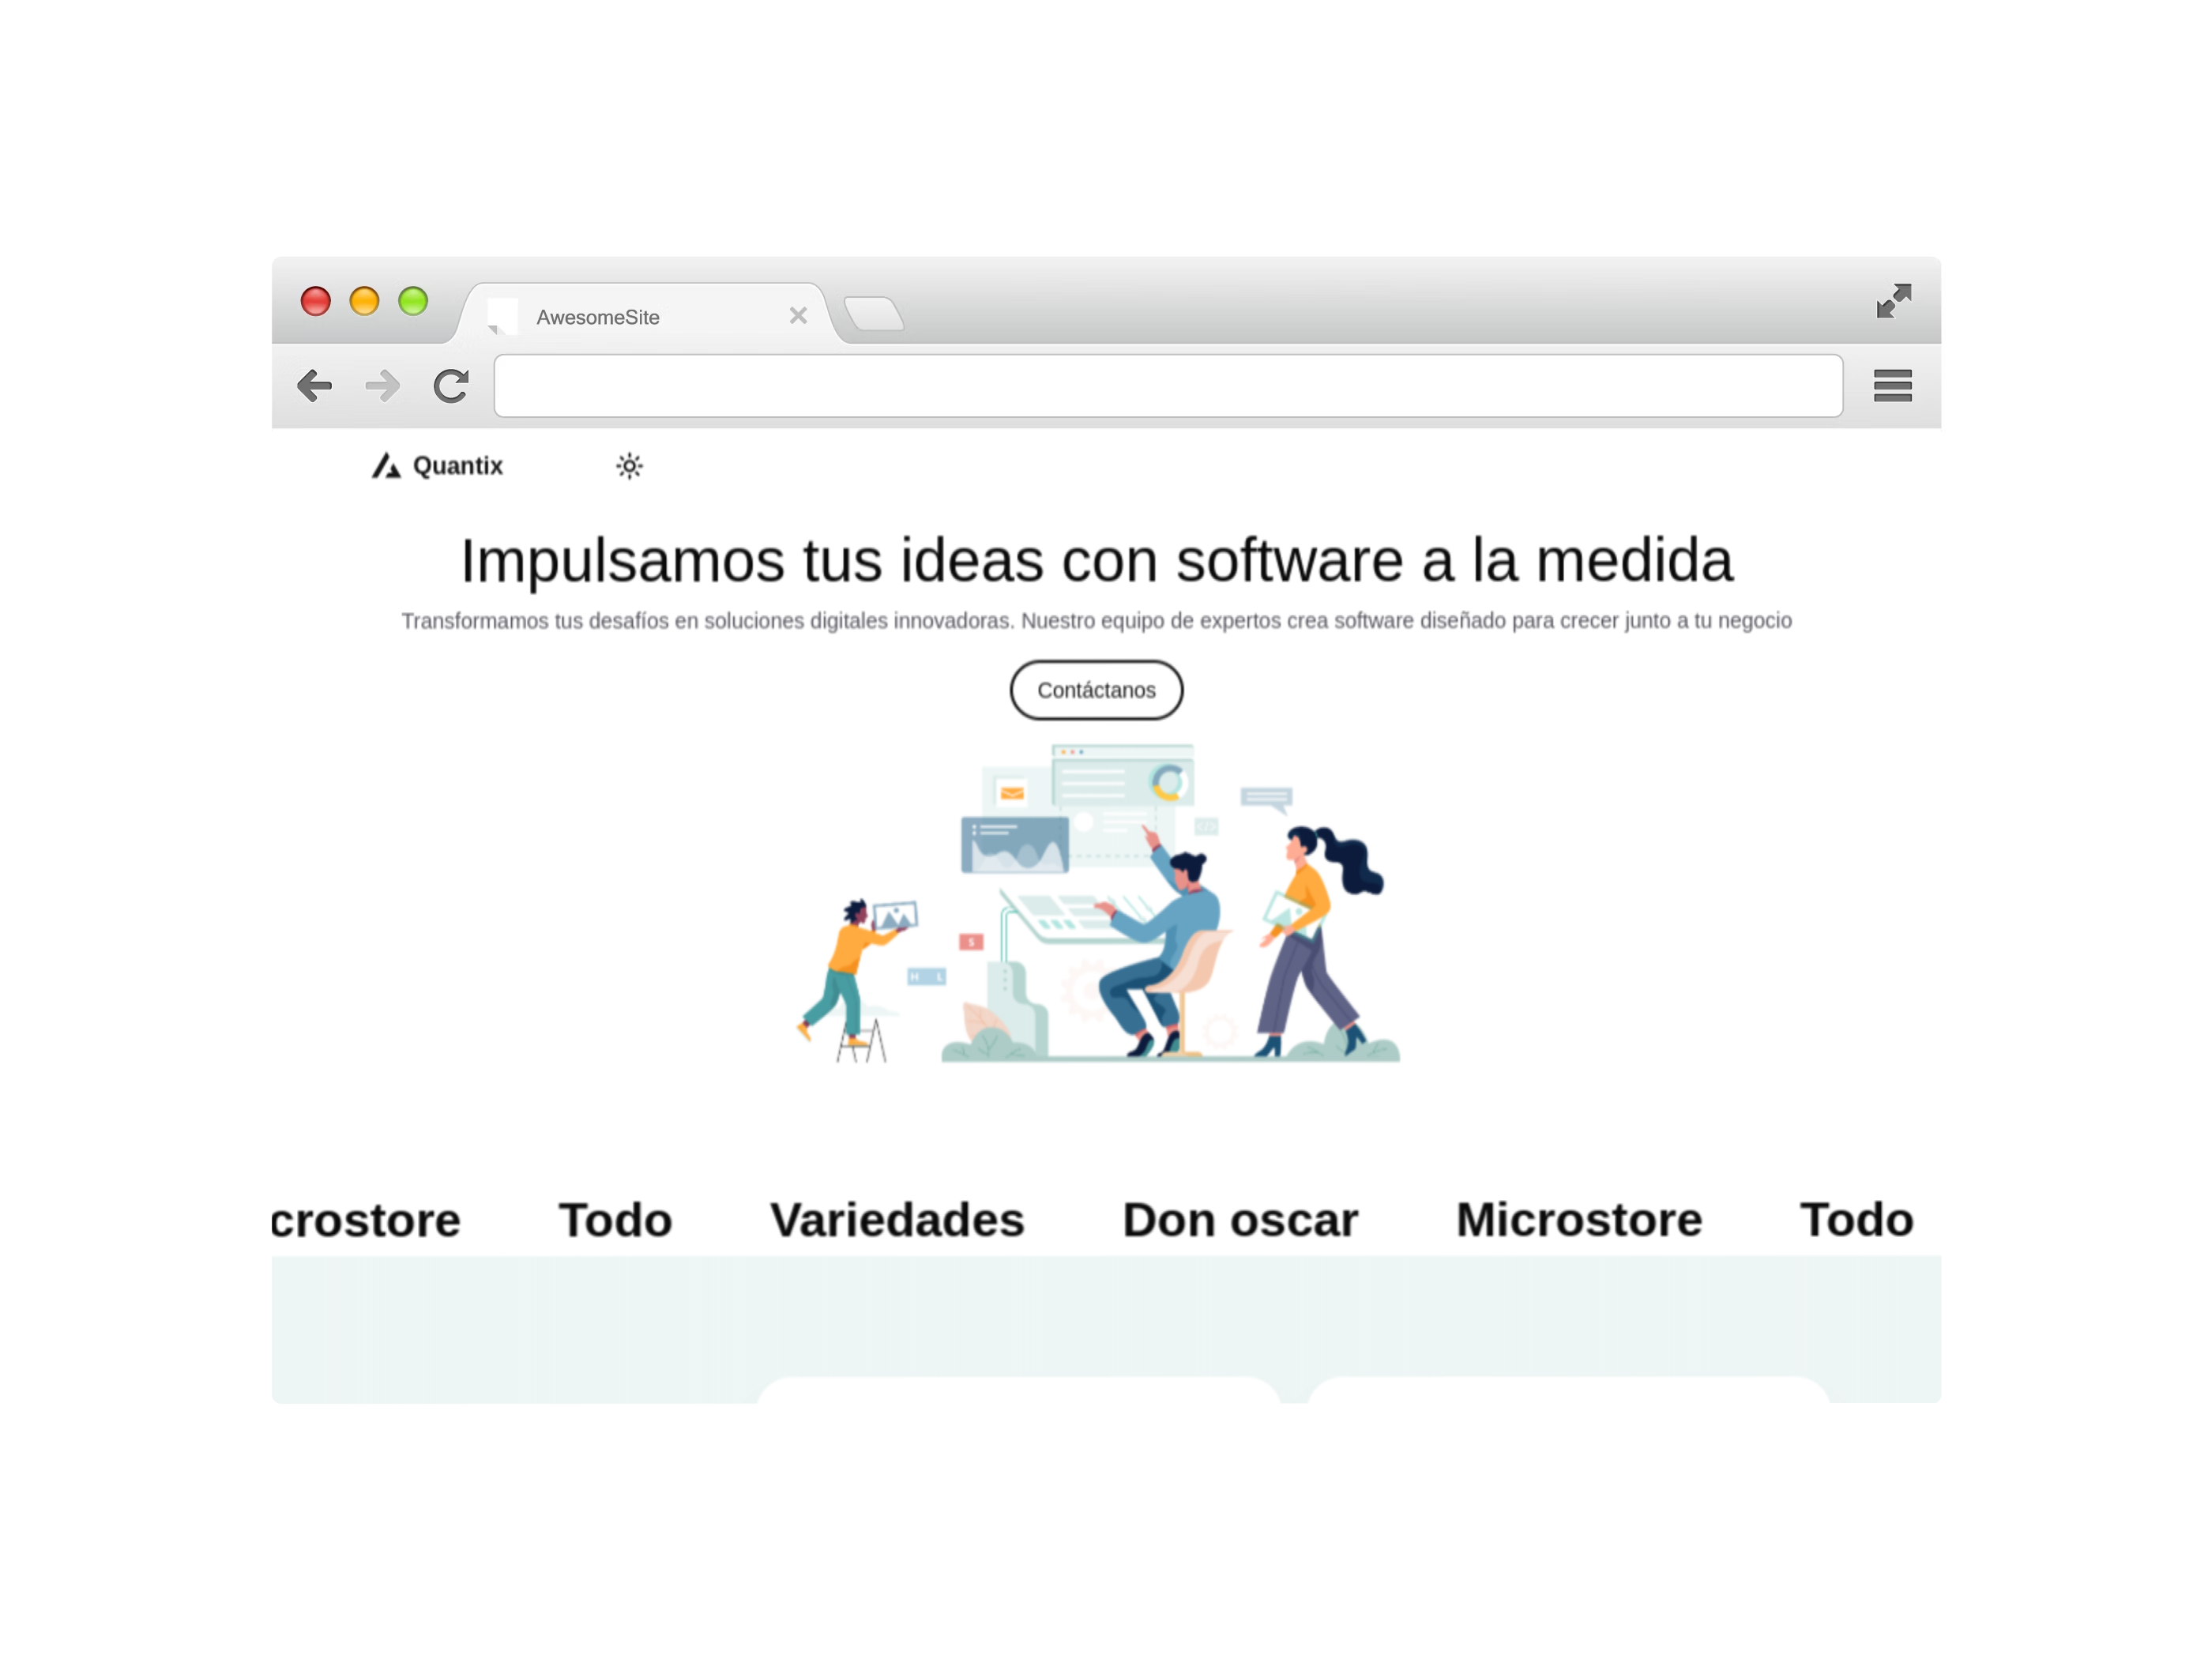 AwesomeSite
Quantix
Impulsamos tus ideas con software a la medida
Transformamos tus desafíos en soluciones digitales innovadoras. Nuestro equipo de expertos crea software diseñado para crecer junto a tu negocio
Contáctanos
</>
S
H L
crostore Todo Variedades Don oscar Microstore Todo